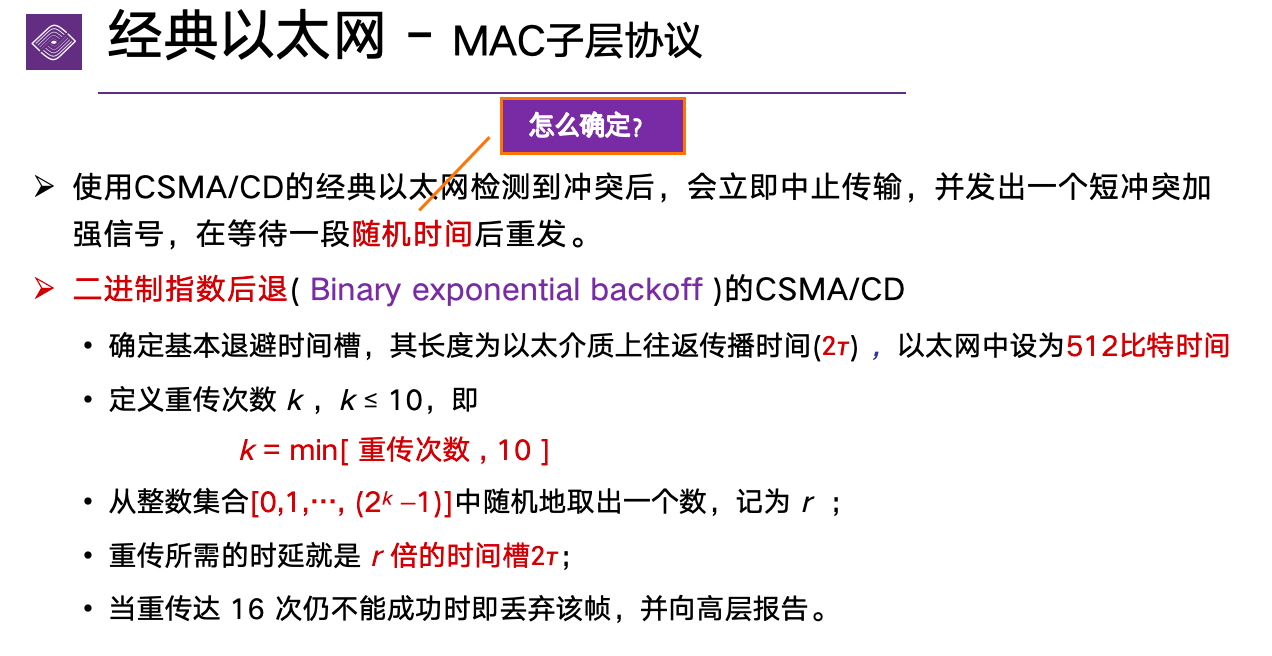 经典以太网 – MAC子层协议
怎么确定?
➢ 使用CSMA/CD的经典以太网检测到冲突后，会立即中止传输，并发出一个短冲突加
强信号，在等待一段随机时间后重发。
➢ 二进制指数后退( Binary exponential backoff )的CSMA/CD
• 确定基本退避时间槽，其长度为以太介质上往返传播时间(2τ) ，以太网中设为512比特时间
• 定义重传次数 k ，k ≤ 10，即
k = min[ 重传次数 , 10 ]
• 从整数集合[0,1,…, (2ᵏ –1)]中随机地取出一个数，记为 r ；
• 重传所需的时延就是 r 倍的时间槽2τ；
• 当重传达 16 次仍不能成功时即丢弃该帧，并向高层报告。